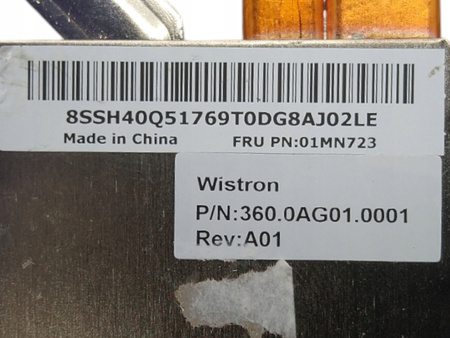 8SSH40Q51769T0DG8AJ02LE
Made in China FRU PN:01MN723
Wistron
P/N:360.0AG01.0001
Rev:A01